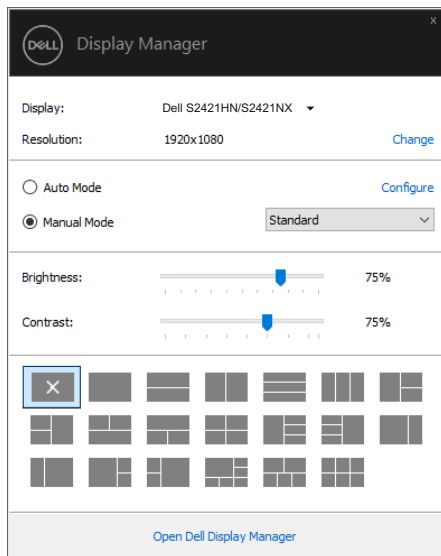 x
DELL Display Manager
Display: Dell S2421HN/S2421NX
Resolution: 1920x1080 Change
Auto Mode Configure
Manual Mode Standard
Brightness: 75%
Contrast: 75%
Open Dell Display Manager